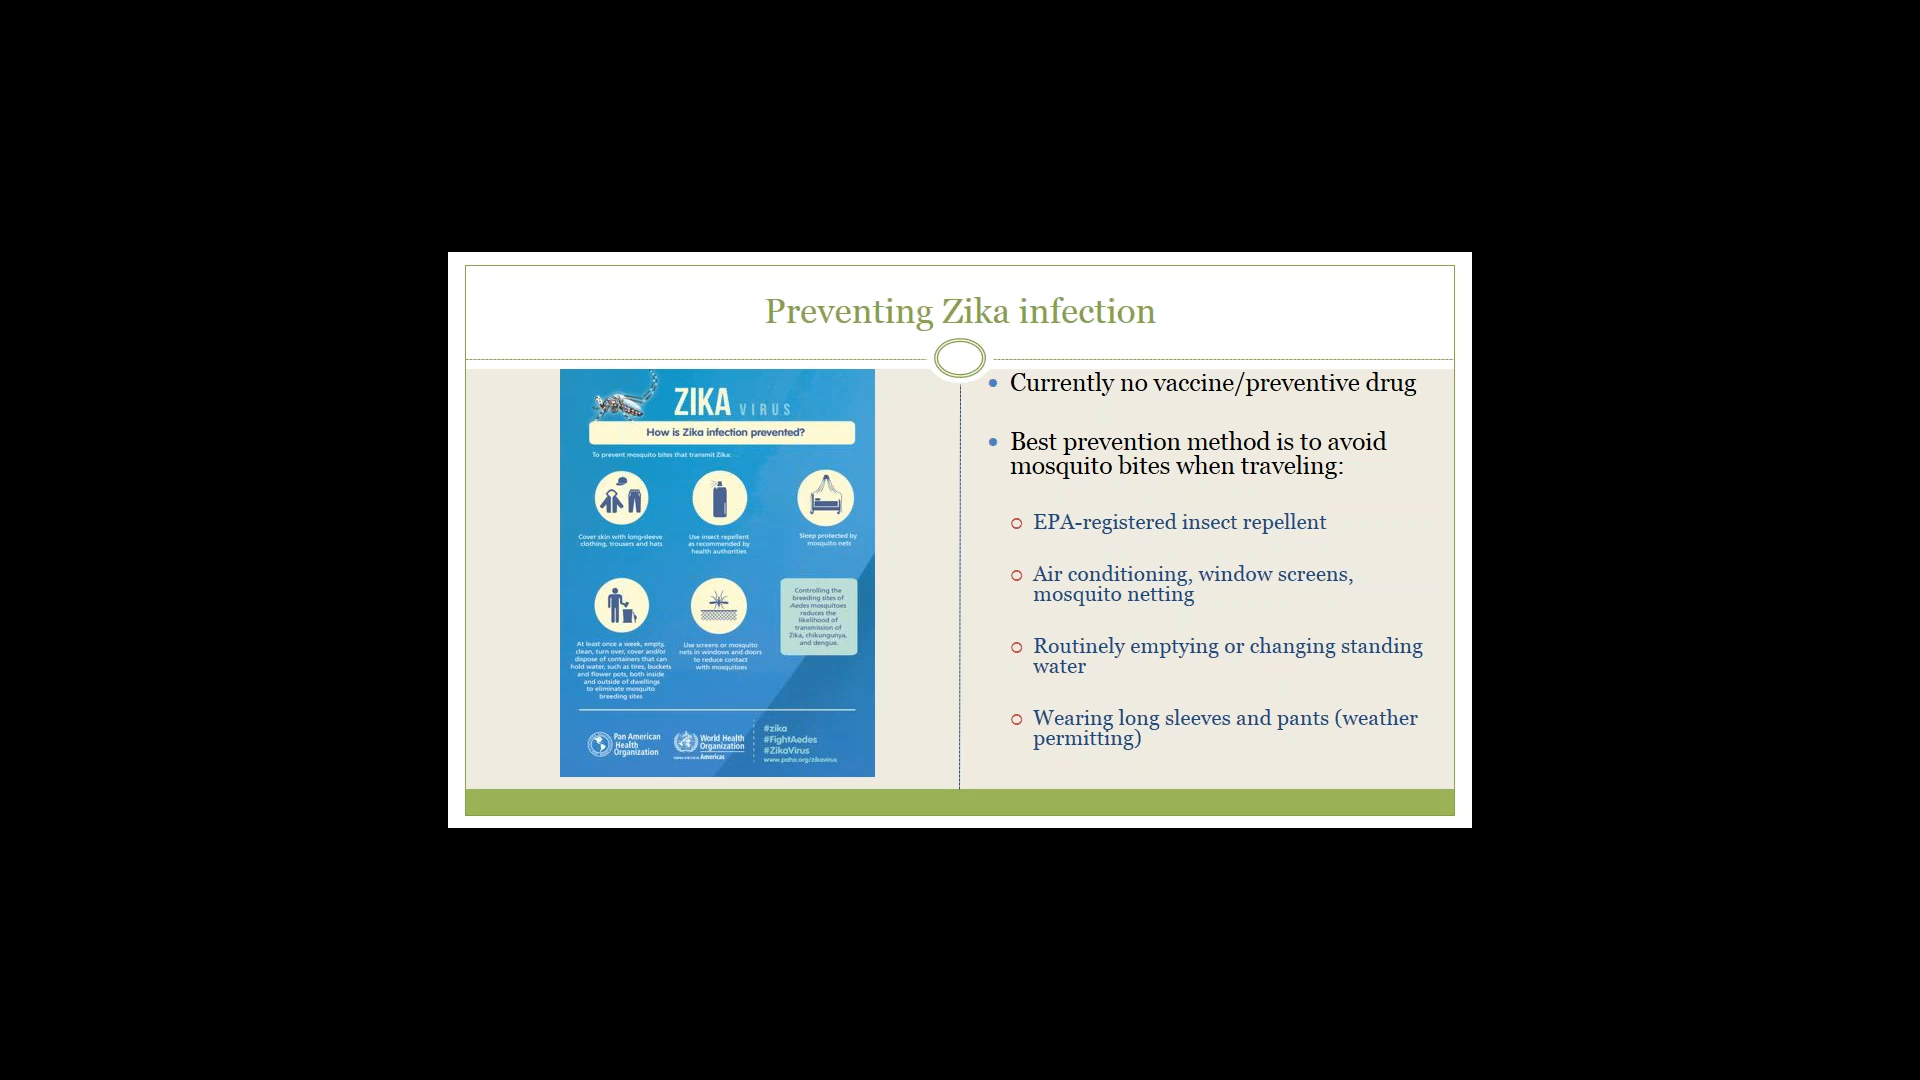 Preventing Zika infection
ZIKA VIRUS
How is Zika infection prevented?
To prevent mosquito bites that transmit Zika:
Cover skin with long-sleeve
clothing, trousers and hats
Use insect repellent
as recommended by
health authorities
Sleep protected by
mosquito nets
At least once a week, empty,
clean, turn over, cover and/or
dispose of containers that can
hold water, such as tires, buckets
and flower pots, both inside
and outside of dwellings
to eliminate mosquito
breeding sites
Use screens or mosquito
nets in windows and doors
to reduce contact
with mosquitoes
Controlling the
breeding sites of
Aedes mosquitoes
reduces the
likelihood of
transmission of
Zika, chikungunya,
and dengue.
Pan American
Health
Organization
World Health
Organization
Americas
#zika
#FightAedes
#ZikaVirus
www.paho.org/zikavirus
• Currently no vaccine/preventive drug
• Best prevention method is to avoid
mosquito bites when traveling:
EPA-registered insect repellent
Air conditioning, window screens,
mosquito netting
Routinely emptying or changing standing
water
Wearing long sleeves and pants (weather
permitting)